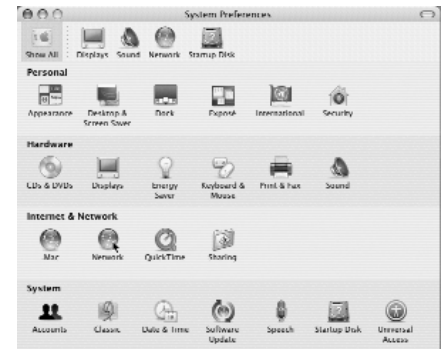 System Preferences
Show All Displays Sound Network Startup Disk
Personal
Appearance Desktop & Screen Saver Dock Exposé International Security
Hardware
CDs & DVDs Displays Energy Saver Keyboard & Mouse Print & Fax Sound
Internet & Network
.Mac Network QuickTime Sharing
System
Accounts Classic Date & Time Software Update Speech Startup Disk Universal Access